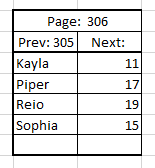 Page: 306
Prev: 305 Next:
Kayla 11
Piper 17
Reio 19
Sophia 15